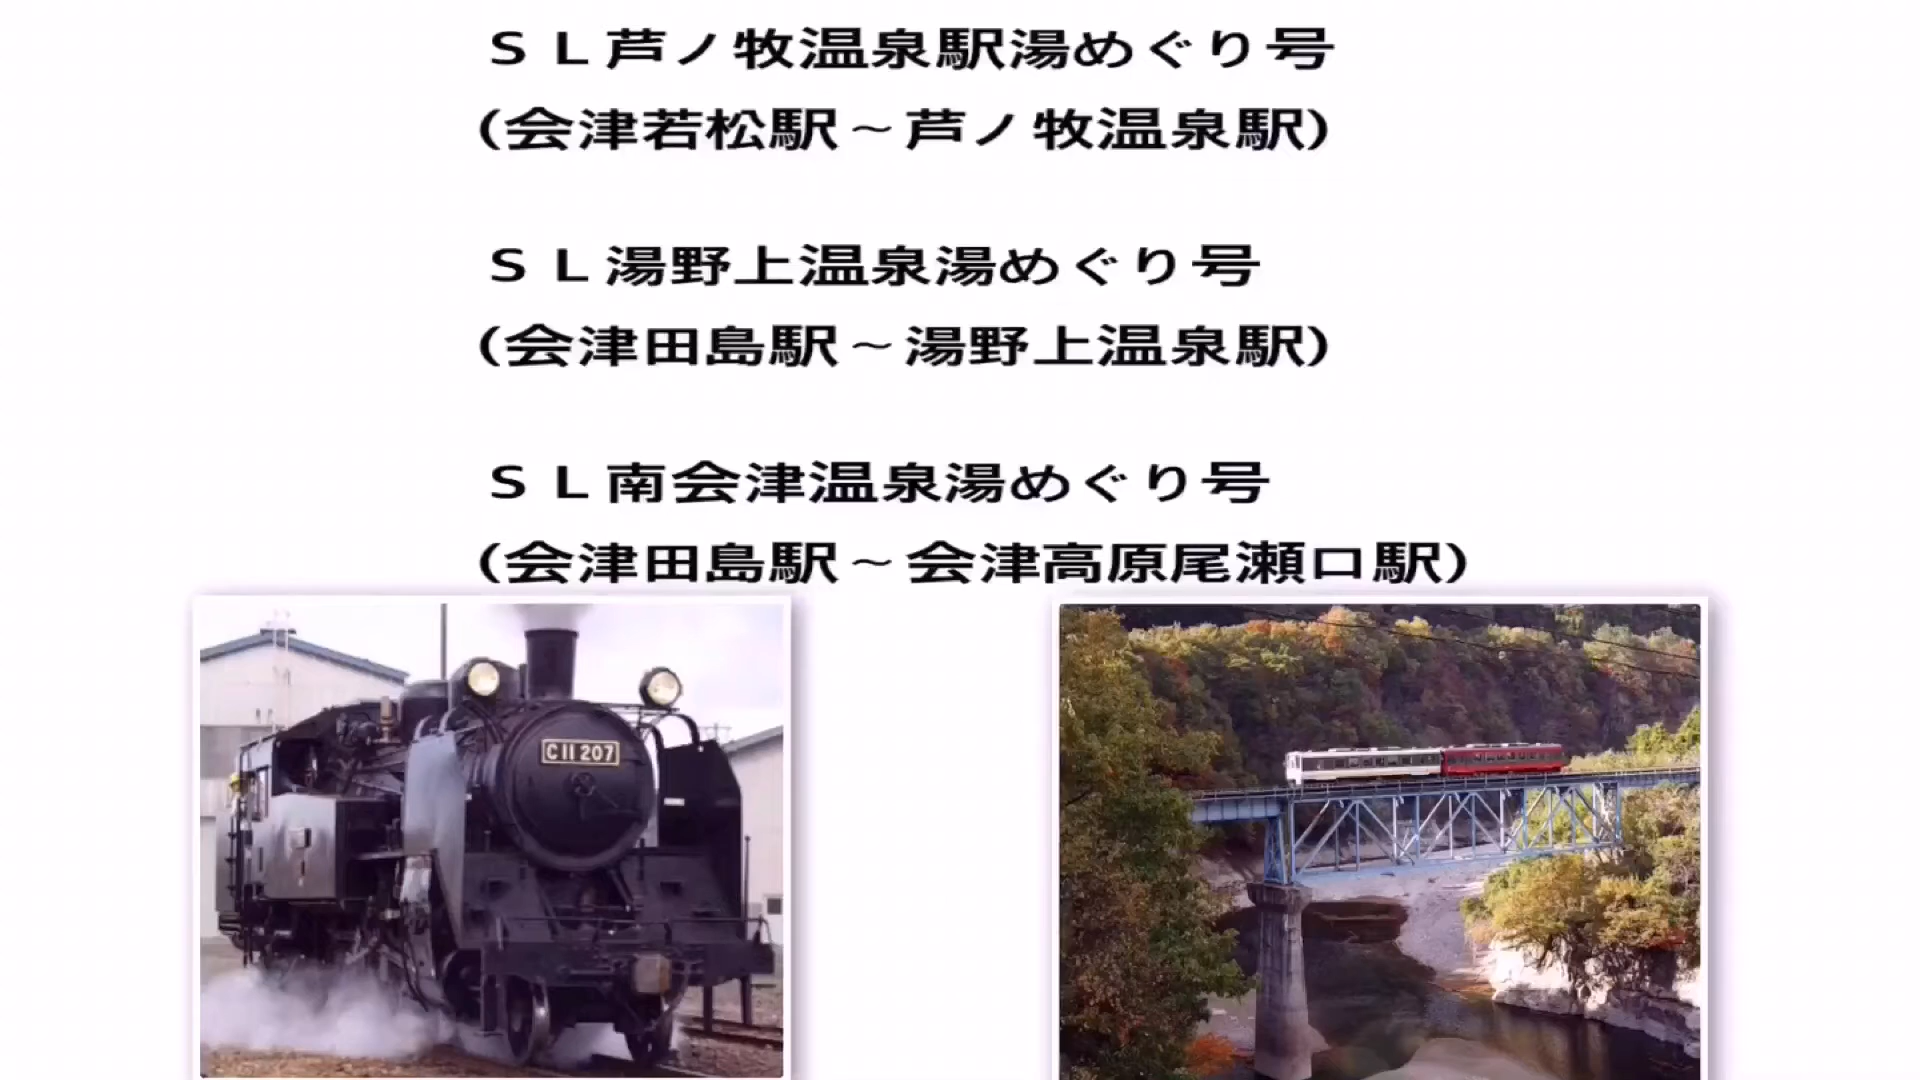 ＳＬ芦ノ牧温泉駅湯めぐり号
（会津若松駅～芦ノ牧温泉駅）
ＳＬ湯野上温泉湯めぐり号
（会津田島駅～湯野上温泉駅）
ＳＬ南会津温泉湯めぐり号
（会津田島駅～会津高原尾瀬口駅）
C11 207